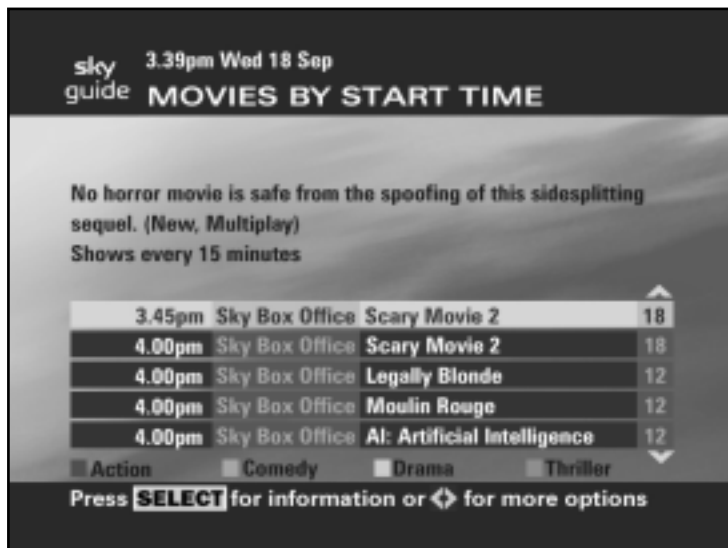 sky guide
3.39pm Wed 18 Sep
MOVIES BY START TIME
No horror movie is safe from the spoofing of this sidesplitting
sequel. (New, Multiplay)
Shows every 15 minutes
3.45pm Sky Box Office Scary Movie 2 18
4.00pm Sky Box Office Scary Movie 2 18
4.00pm Sky Box Office Legally Blonde 12
4.00pm Sky Box Office Moulin Rouge 12
4.00pm Sky Box Office AI: Artificial Intelligence 12
Action Comedy Drama Thriller
Press SELECT for information or <> for more options